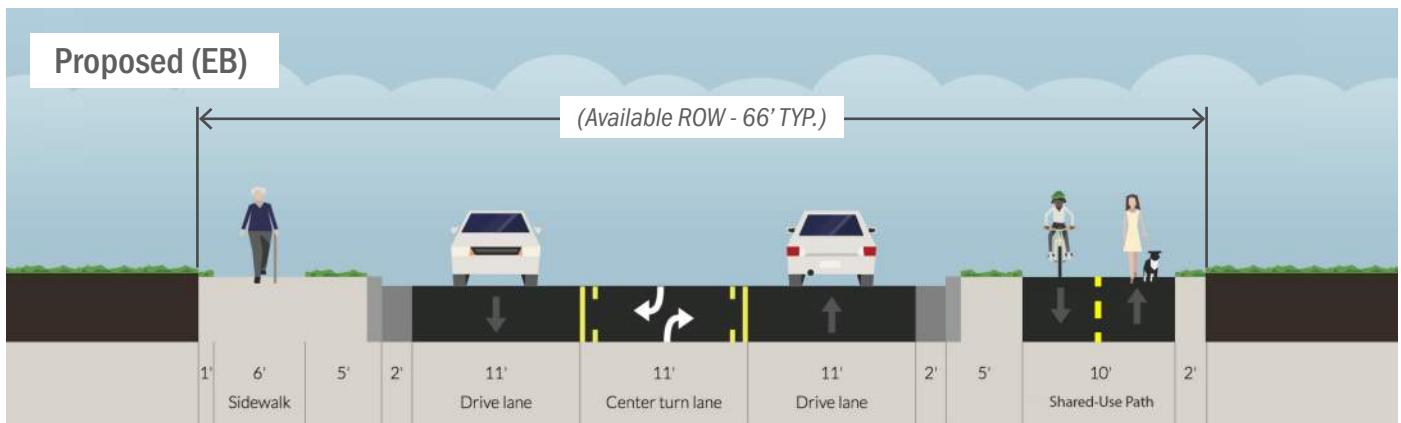 Proposed (EB)
(Available ROW - 66' TYP.)
1' 6' 5' 2' 11' 11' 11' 2' 5' 10' 2'
Sidewalk Drive lane Center turn lane Drive lane Shared-Use Path